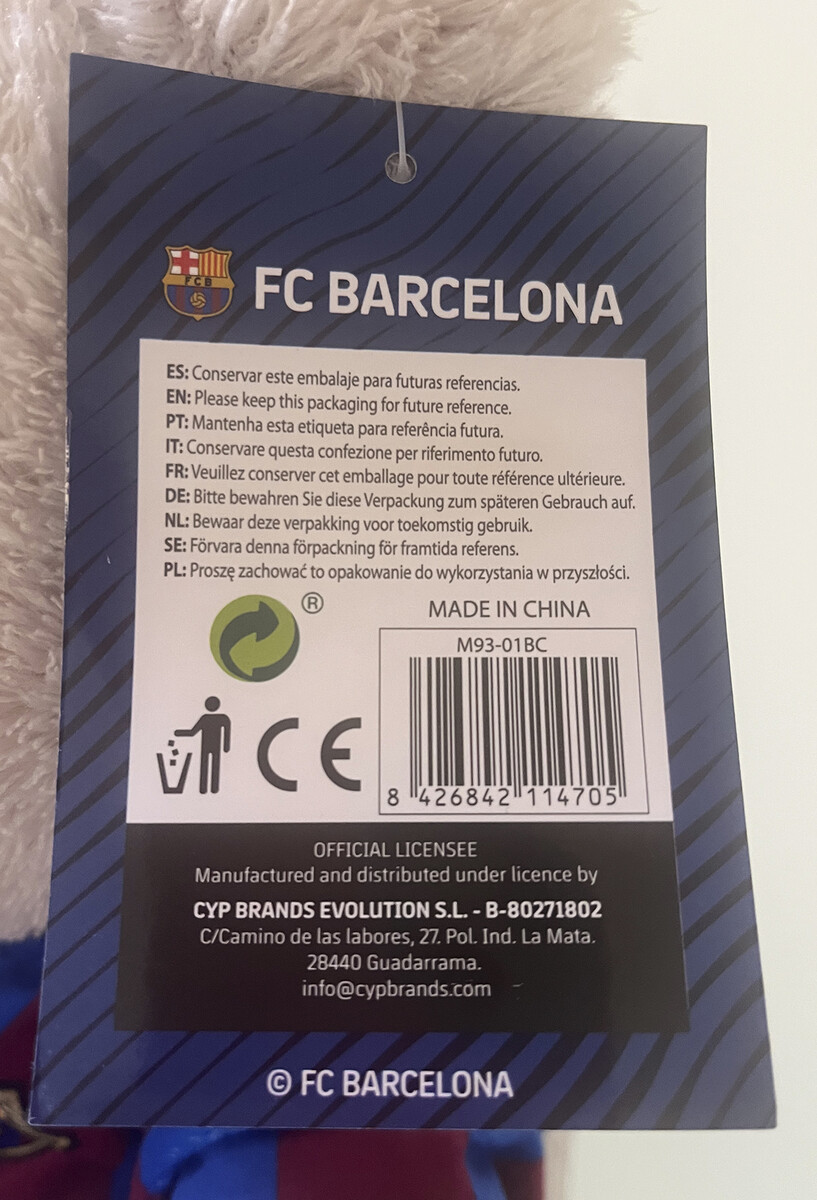 FCB
FC BARCELONA
ES: Conservar este embalaje para futuras referencias.
EN: Please keep this packaging for future reference.
PT: Mantenha esta etiqueta para referência futura.
IT: Conservare questa confezione per riferimento futuro.
FR: Veuillez conserver cet emballage pour toute référence ultérieure.
DE: Bitte bewahren Sie diese Verpackung zum späteren Gebrauch auf.
NL: Bewaar deze verpakking voor toekomstig gebruik.
SE: Förvara denna förpackning för framtida referens.
PL: Proszę zachować to opakowanie do wykorzystania w przyszłości.
®
MADE IN CHINA
M93-01BC
CE
8 426842 114705
OFFICIAL LICENSEE
Manufactured and distributed under licence by
CYP BRANDS EVOLUTION S.L. - B-80271802
C/Camino de las labores, 27. Pol. Ind. La Mata.
28440 Guadarrama.
info@cypbrands.com
© FC BARCELONA